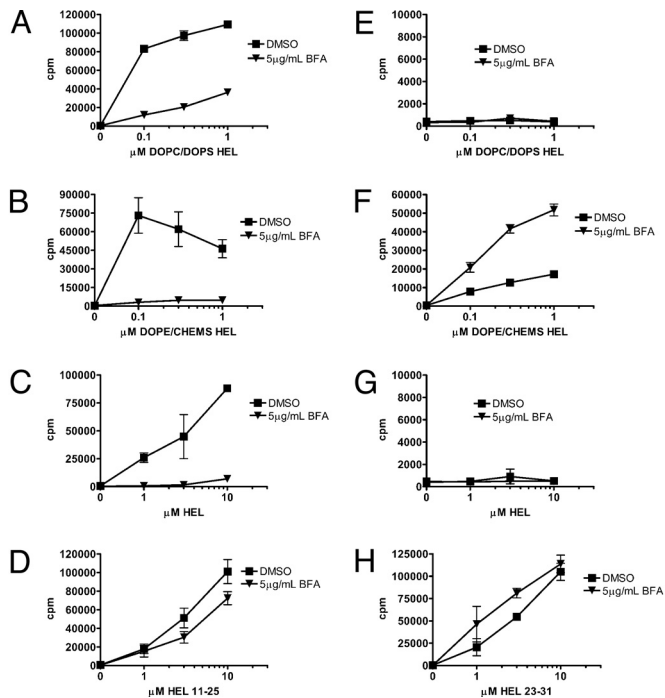 A
120000
100000
80000
60000
40000
20000
0
cpm
0 0.1 1
μM DOPC/DOPS HEL
DMSO
5μg/mL BFA
E
10000
8000
6000
4000
2000
0
cpm
0 0.1 1
μM DOPC/DOPS HEL
DMSO
5μg/mL BFA
B
90000
75000
60000
45000
30000
15000
0
cpm
0 0.1 1
μM DOPE/CHEMS HEL
DMSO
5μg/mL BFA
F
60000
50000
40000
30000
20000
10000
0
cpm
0 0.1 1
μM DOPE/CHEMS HEL
DMSO
5μg/mL BFA
C
100000
75000
50000
25000
0
cpm
0 1 10
μM HEL
DMSO
5μg/mL BFA
G
10000
8000
6000
4000
2000
0
cpm
0 1 10
μM HEL
DMSO
5μg/mL BFA
D
120000
100000
80000
60000
40000
20000
0
cpm
0 1 10
μM HEL 11-25
DMSO
5μg/mL BFA
H
125000
100000
75000
50000
25000
0
cpm
0 1 10
μM HEL 23-31
DMSO
5μg/mL BFA